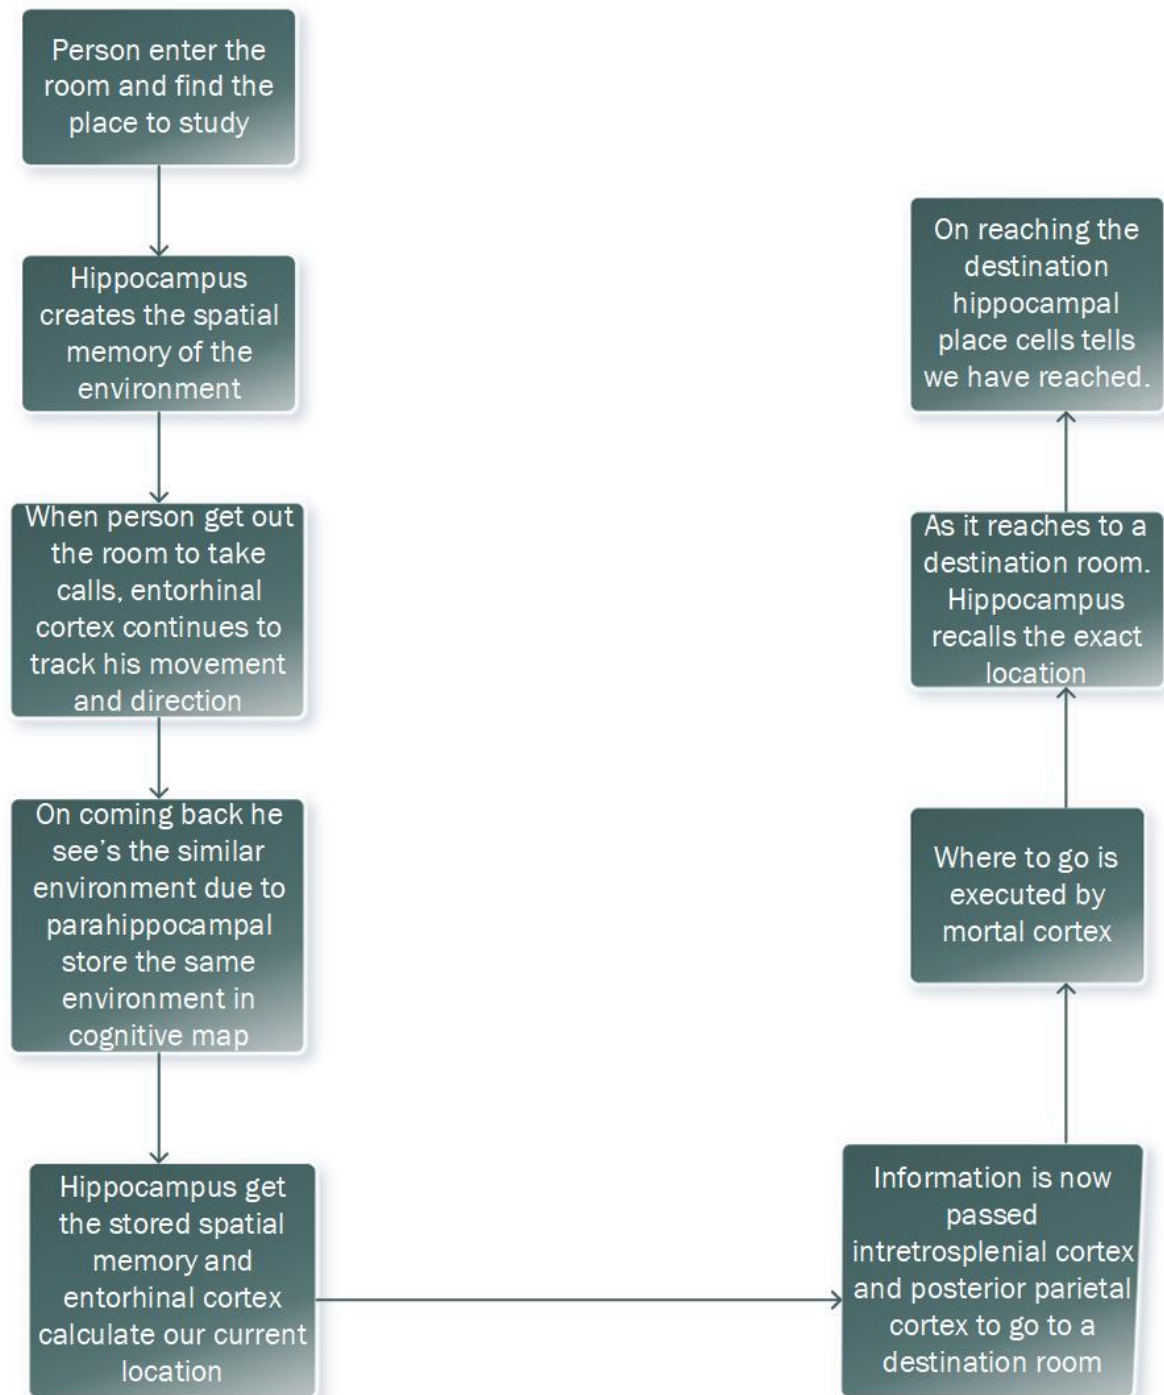 Person enter the
room and find the
place to study
Hippocampus
creates the spatial
memory of the
environment
When person get out
the room to take
calls, entorhinal
cortex continues to
track his movement
and direction
On coming back he
see’s the similar
environment due to
parahippocampal
store the same
environment in
cognitive map
Hippocampus get
the stored spatial
memory and
entorhinal cortex
calculate our current
location
Information is now
passed
intretrosplenial cortex
and posterior parietal
cortex to go to a
destination room
Where to go is
executed by
mortal cortex
As it reaches to a
destination room.
Hippocampus
recalls the exact
location
On reaching the
destination
hippocampal
place cells tells
we have reached.